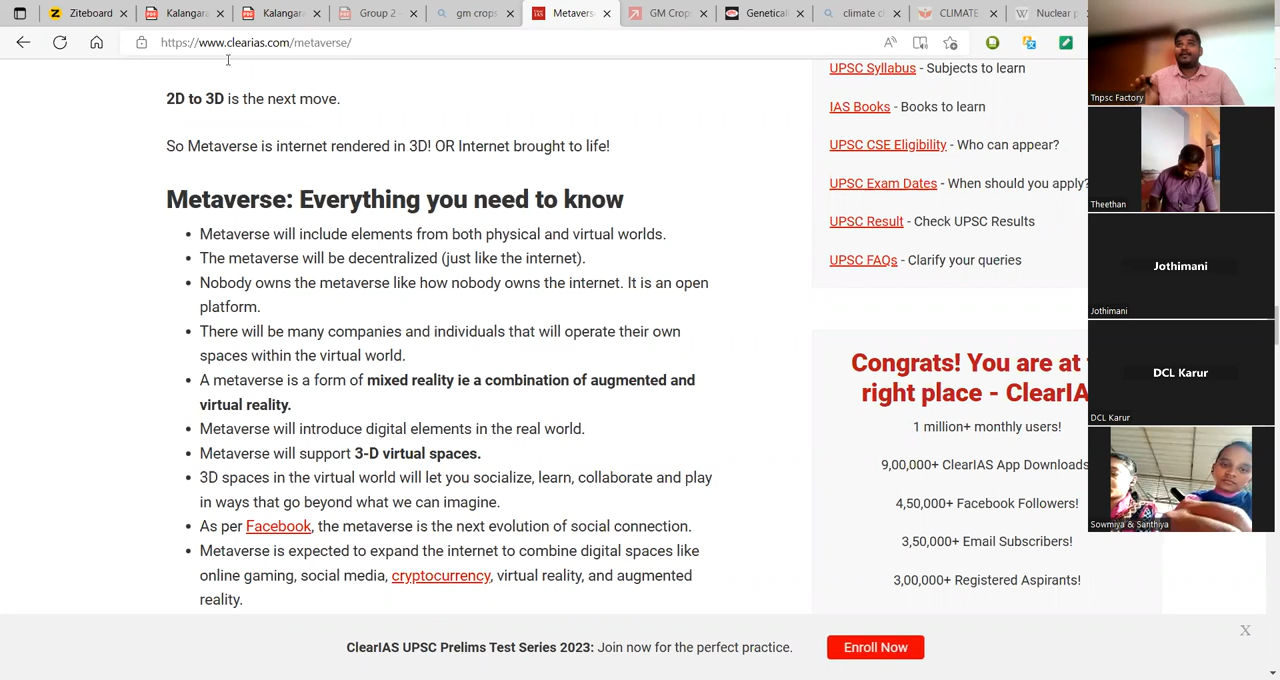 Ziteboard
Kalangara
Kalangara
Group 2 –
gm crops
Metavers
GM Crop
Genetical
climate cl
CLIMATE
Nuclear p
https://www.clearias.com/metaverse/
2D to 3D is the next move.
So Metaverse is internet rendered in 3D! OR Internet brought to life!
Metaverse: Everything you need to know
• Metaverse will include elements from both physical and virtual worlds.
• The metaverse will be decentralized (just like the internet).
• Nobody owns the metaverse like how nobody owns the internet. It is an open
platform.
• There will be many companies and individuals that will operate their own
spaces within the virtual world.
• A metaverse is a form of mixed reality ie a combination of augmented and
virtual reality.
• Metaverse will introduce digital elements in the real world.
• Metaverse will support 3-D virtual spaces.
• 3D spaces in the virtual world will let you socialize, learn, collaborate and play
in ways that go beyond what we can imagine.
• As per Facebook, the metaverse is the next evolution of social connection.
• Metaverse is expected to expand the internet to combine digital spaces like
online gaming, social media, cryptocurrency, virtual reality, and augmented
reality.
UPSC Syllabus - Subjects to learn
IAS Books - Books to learn
UPSC CSE Eligibility - Who can appear?
UPSC Exam Dates - When should you apply?
UPSC Result - Check UPSC Results
UPSC FAQs - Clarify your queries
Congrats! You are at
right place - ClearIA
1 million+ monthly users!
9,00,000+ ClearIAS App Downloads
4,50,000+ Facebook Followers!
3,50,000+ Email Subscribers!
3,00,000+ Registered Aspirants!
Tnpsc Factory
Theethan
Jothimani
Jothimani
DCL Karur
DCL Karur
Sowmiya & Santhiya
ClearIAS UPSC Prelims Test Series 2023: Join now for the perfect practice.
Enroll Now
X